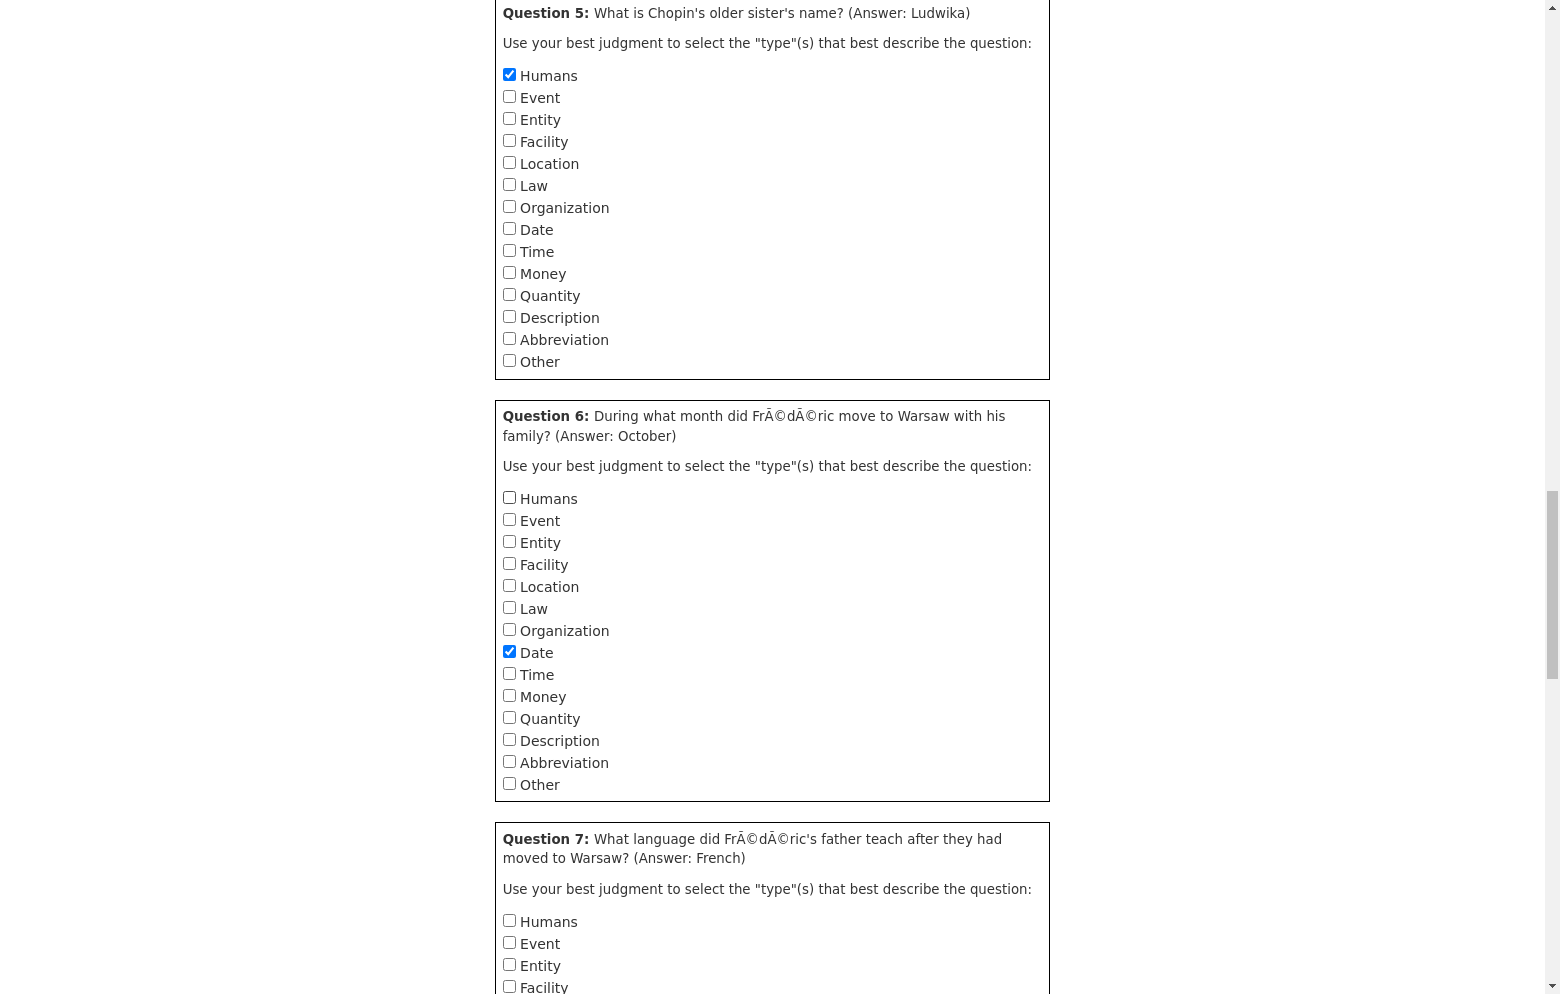 Question 5: What is Chopin's older sister's name? (Answer: Ludwika)
Use your best judgment to select the "type"(s) that best describe the question:
Humans
Event
Entity
Facility
Location
Law
Organization
Date
Time
Money
Quantity
Description
Abbreviation
Other
Question 6: During what month did FrÃ©dÃ©ric move to Warsaw with his
family? (Answer: October)
Use your best judgment to select the "type"(s) that best describe the question:
Humans
Event
Entity
Facility
Location
Law
Organization
Date
Time
Money
Quantity
Description
Abbreviation
Other
Question 7: What language did FrÃ©dÃ©ric's father teach after they had
moved to Warsaw? (Answer: French)
Use your best judgment to select the "type"(s) that best describe the question:
Humans
Event
Entity
Facility